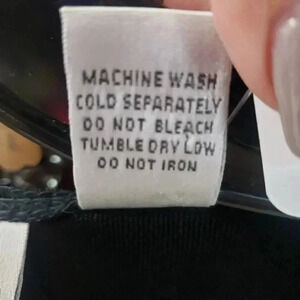 MACHINE WASH
COLD SEPARATELY
DO NOT BLEACH
TUMBLE DRY LOW
DO NOT IRON